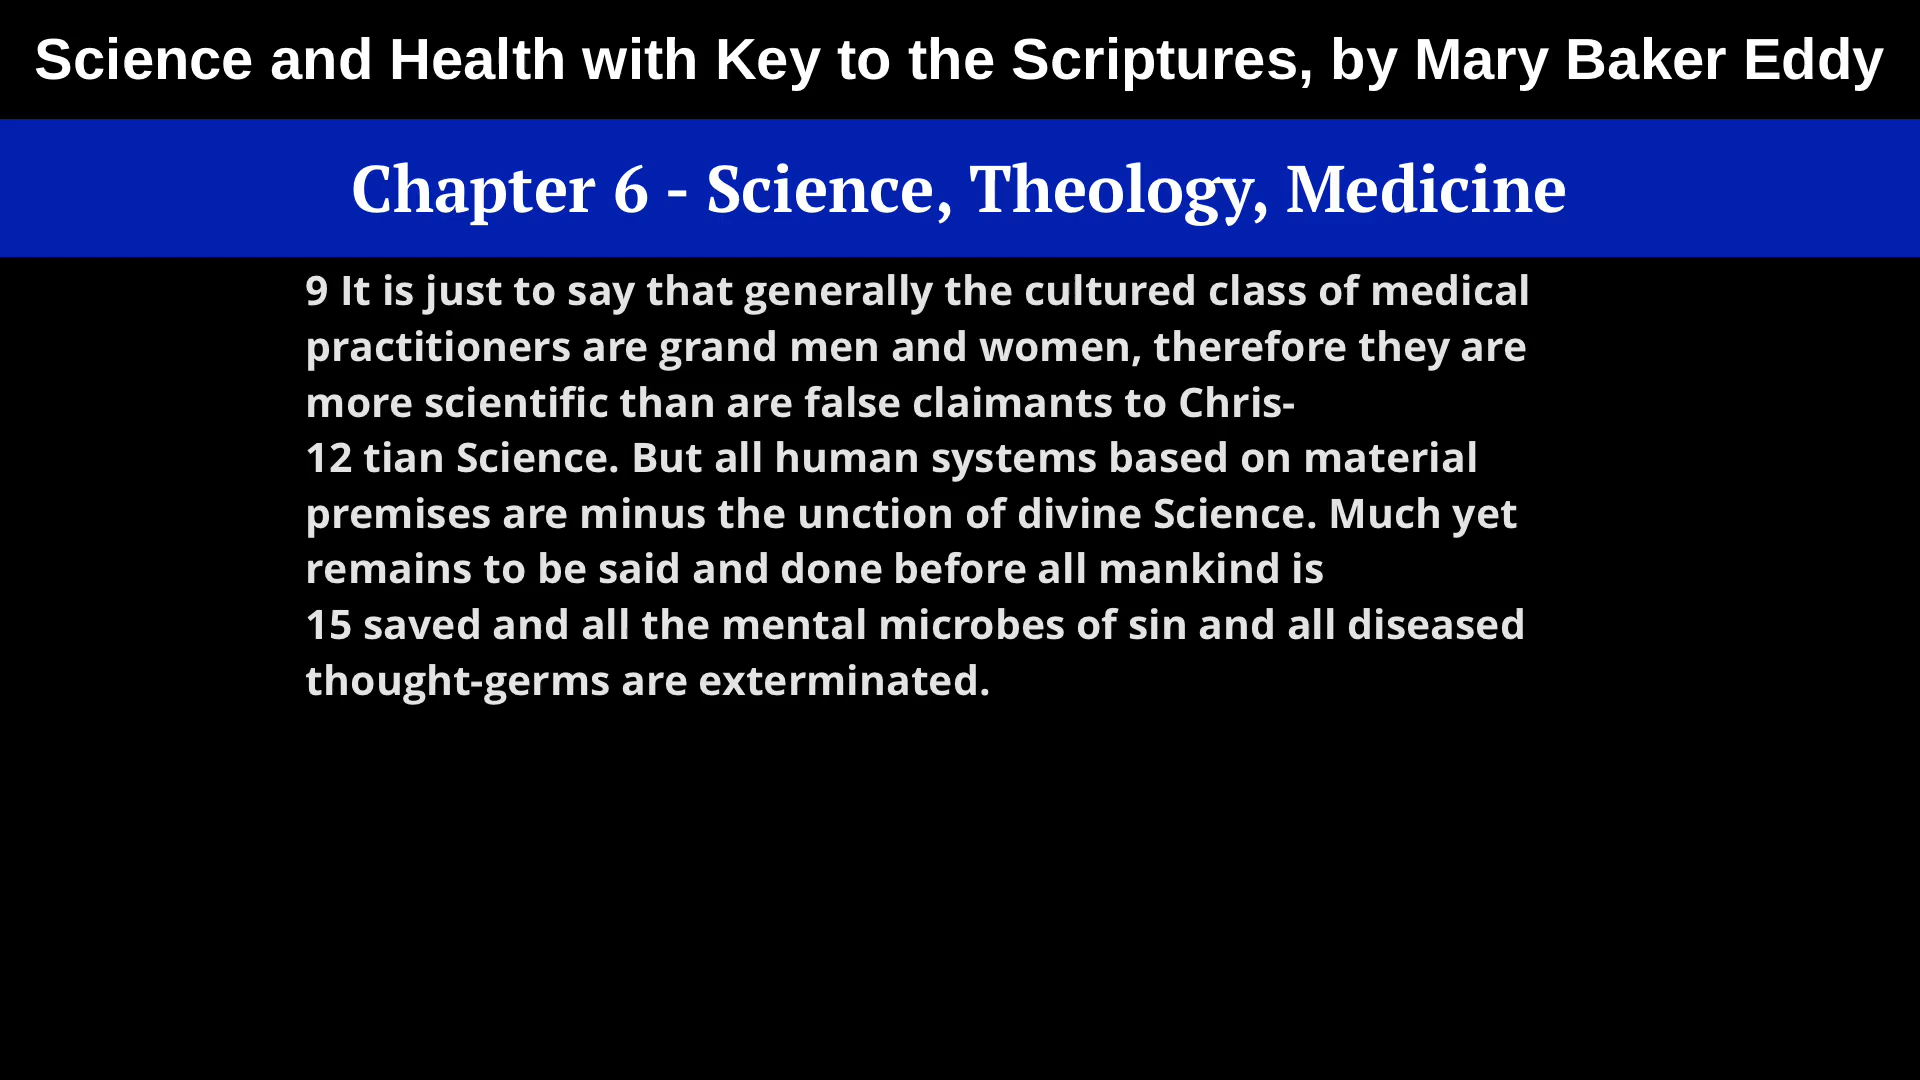 Science and Health with Key to the Scriptures, by Mary Baker Eddy
Chapter 6 - Science, Theology, Medicine
9 It is just to say that generally the cultured class of medical
practitioners are grand men and women, therefore they are
more scientific than are false claimants to Chris-
12 tian Science. But all human systems based on material
premises are minus the unction of divine Science. Much yet
remains to be said and done before all mankind is
15 saved and all the mental microbes of sin and all diseased
thought-germs are exterminated.